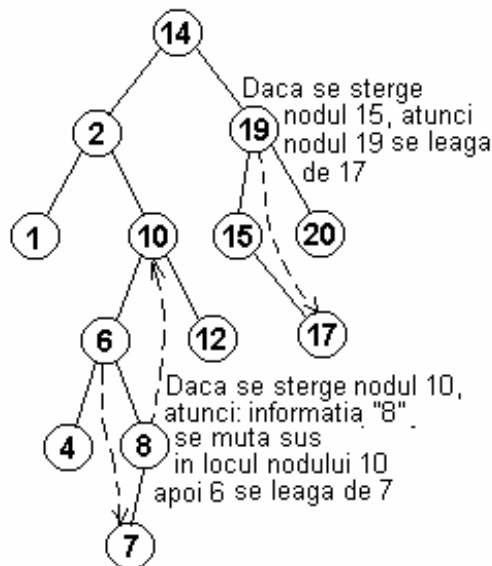 14
Daca se sterge
nodul 15, atunci
2
19
nodul 19 se leaga
de 17
1
10
15
20
6
12
17
Daca se sterge nodul 10,
atunci: informatia "8"
4
8
se muta sus
in locul nodului 10
apoi 6 se leaga de 7
7